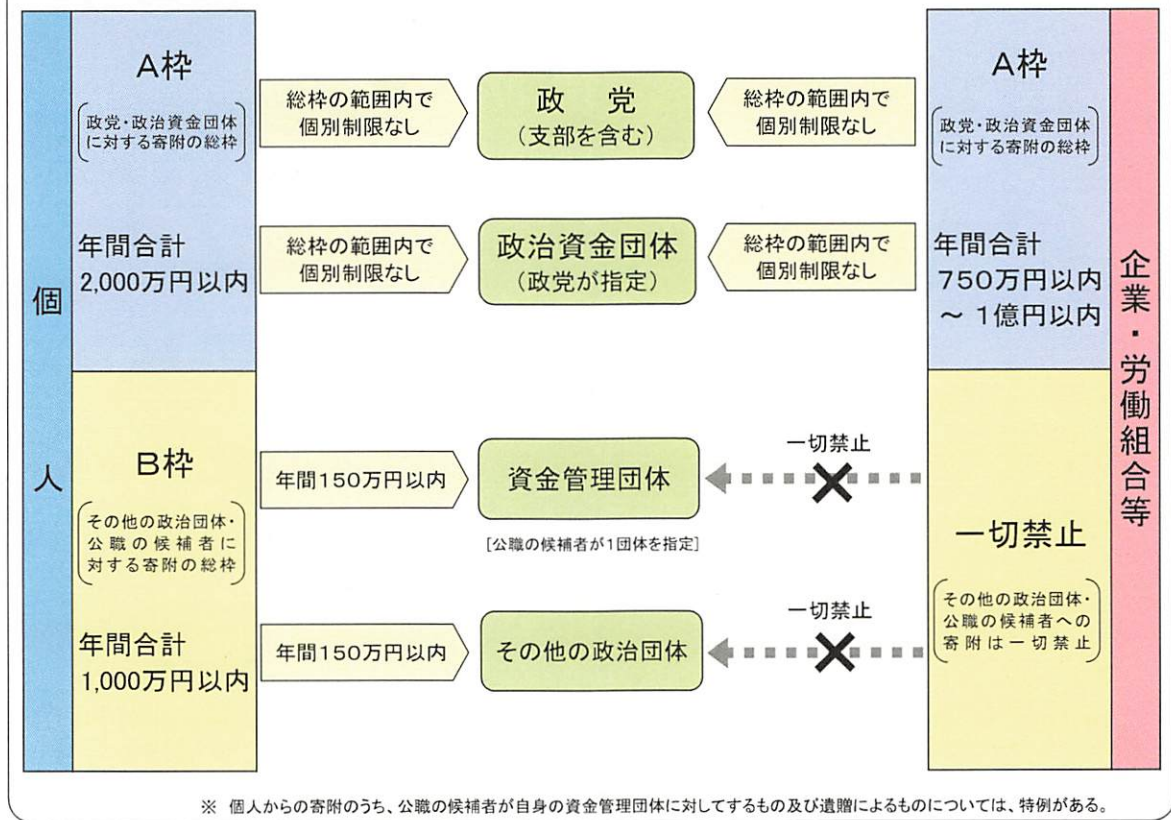 個人
A枠
政党・政治資金団体
に対する寄附の総枠
年間合計
2,000万円以内
B枠
その他の政治団体・
公職の候補者に
対する寄附の総枠
年間合計
1,000万円以内
総枠の範囲内で
個別制限なし
政 党
(支部を含む)
総枠の範囲内で
個別制限なし
総枠の範囲内で
個別制限なし
政治資金団体
(政党が指定)
総枠の範囲内で
個別制限なし
年間150万円以内
資金管理団体
[公職の候補者が1団体を指定]
一切禁止
年間150万円以内
その他の政治団体
一切禁止
A枠
政党・政治資金団体
に対する寄附の総枠
年間合計
750万円以内
~ 1億円以内
一切禁止
その他の政治団体・
公職の候補者への
寄附は一切禁止
企業・労働組合等
※ 個人からの寄附のうち、公職の候補者が自身の資金管理団体に対してするもの及び遺贈によるものについては、特例がある。